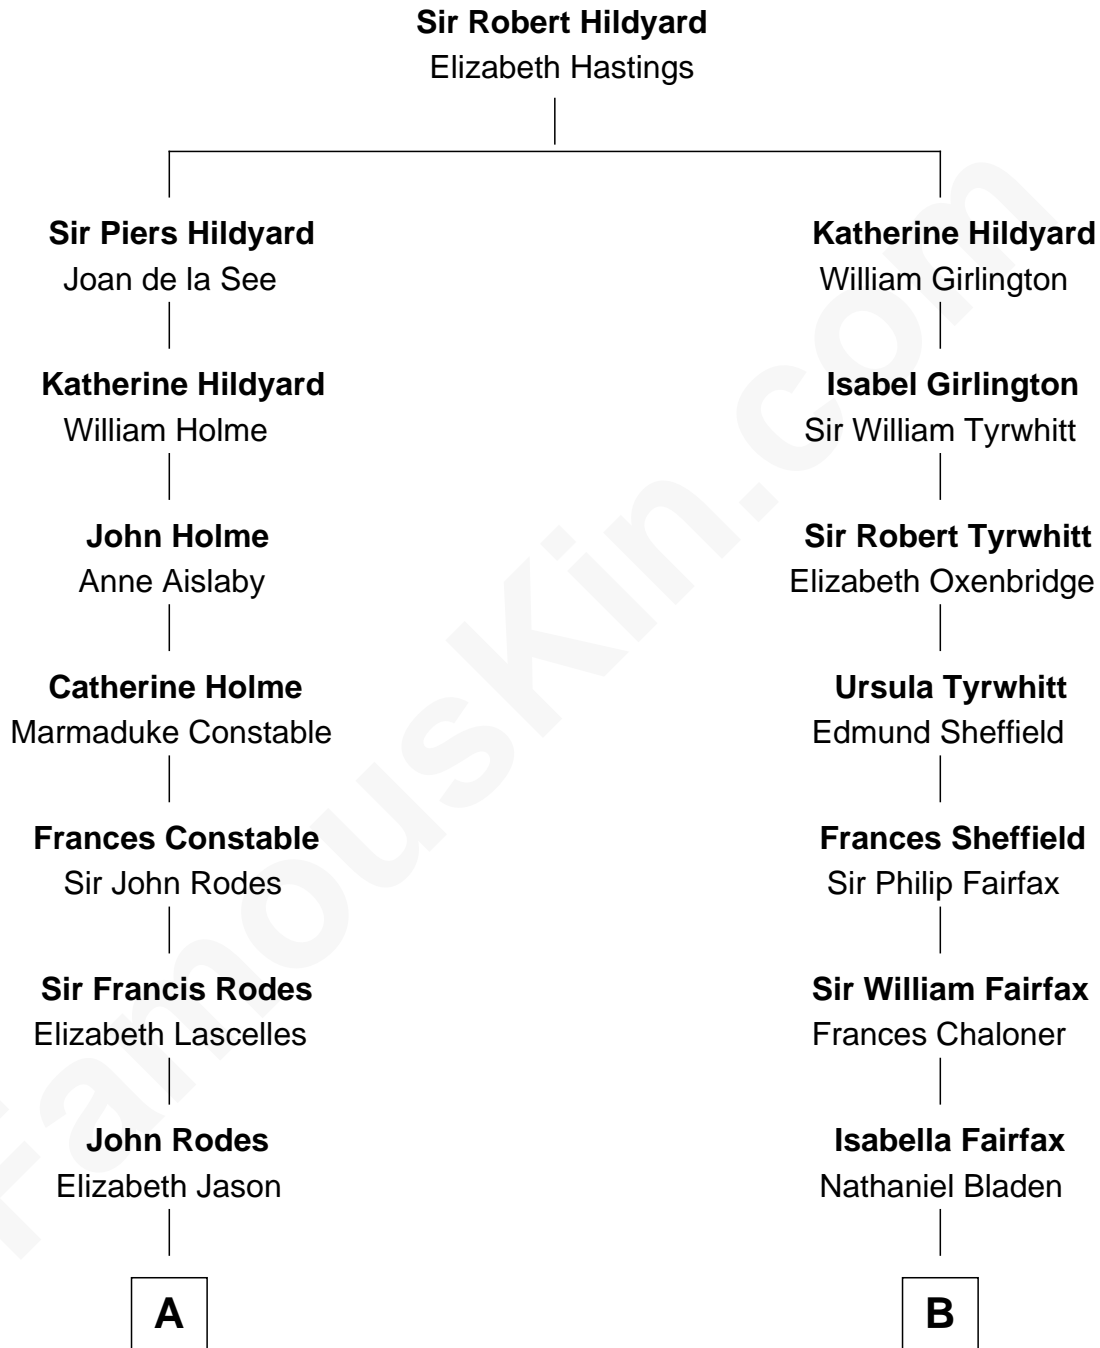 Sir Robert Hildyard
Elizabeth Hastings
Sir Piers Hildyard
Joan de la See
Katherine Hildyard
William Holme
John Holme
Anne Aislaby
Catherine Holme
Marmaduke Constable
Frances Constable
Sir John Rodes
Sir Francis Rodes
Elizabeth Lascelles
John Rodes
Elizabeth Jason
A
Katherine Hildyard
William Girlington
Isabel Girlington
Sir William Tyrwhitt
Sir Robert Tyrwhitt
Elizabeth Oxenbridge
Ursula Tyrwhitt
Edmund Sheffield
Frances Sheffield
Sir Philip Fairfax
Sir William Fairfax
Frances Chaloner
Isabella Fairfax
Nathaniel Bladen
B
FamousKin.com